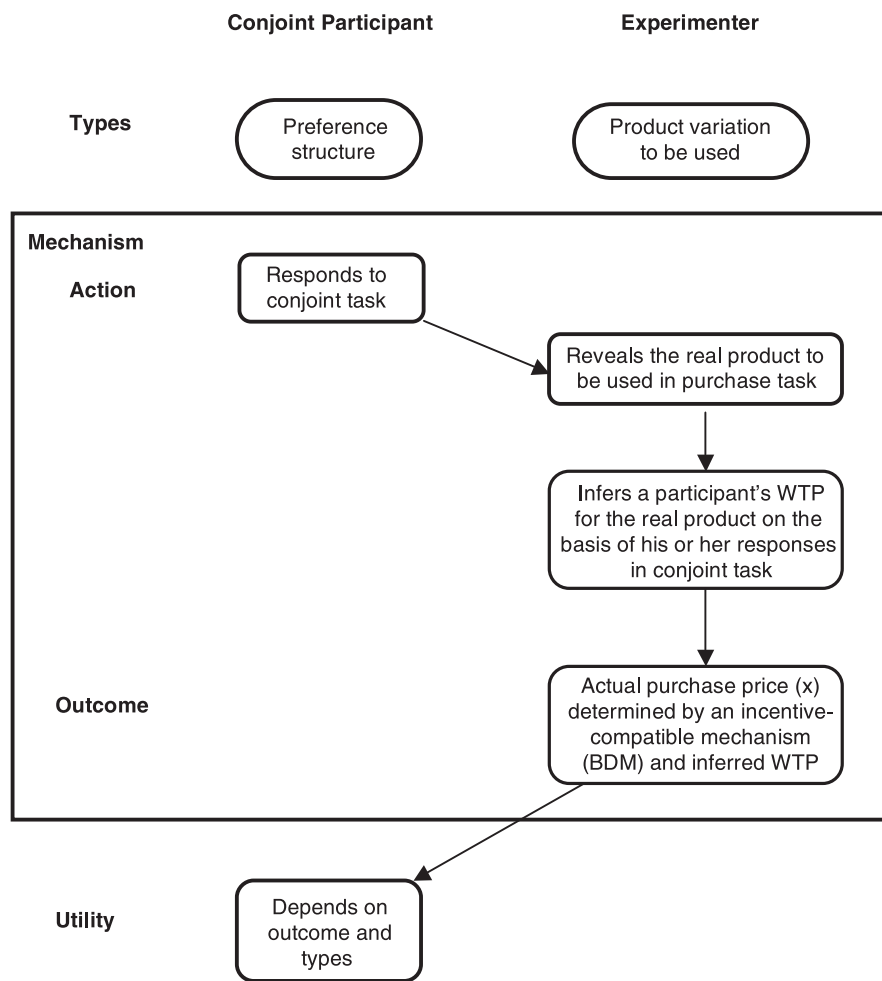 Conjoint Participant
Experimenter
Types
Preference
structure
Product variation
to be used
Mechanism
Action
Responds to
conjoint task
Reveals the real product to
be used in purchase task
Infers a participant's WTP
for the real product on the
basis of his or her responses
in conjoint task
Outcome
Actual purchase price (x)
determined by an incentive-
compatible mechanism
(BDM) and inferred WTP
Utility
Depends on
outcome and
types